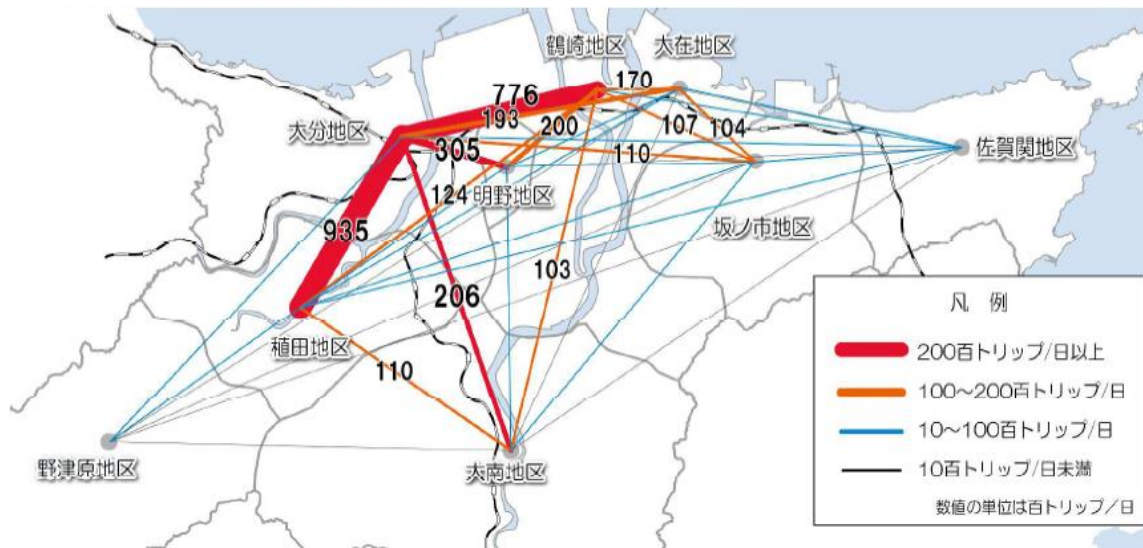 鶴崎地区
大在地区
170
776
193
200
107
104
大分地区
305
110
佐賀関地区
124
明野地区
935
坂ノ市地区
103
206
稙田地区
110
野津原地区
大南地区
凡 例
200百トリップ/日以上
100~200百トリップ/日
10~100百トリップ/日
10百トリップ/日未満
数値の単位は百トリップ/日